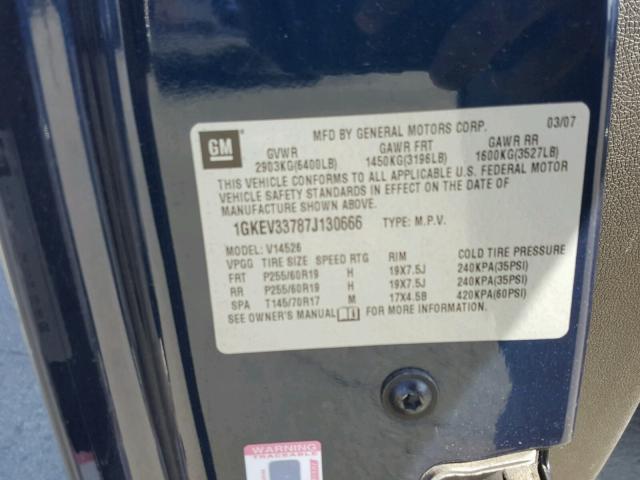 GM
MFD BY GENERAL MOTORS CORP. 03/07
GVWR GAWR FRT GAWR RR
2903KG(6400LB) 1450KG(3196LB) 1600KG(3527LB)
THIS VEHICLE CONFORMS TO ALL APPLICABLE U.S. FEDERAL MOTOR
VEHICLE SAFETY STANDARDS IN EFFECT ON THE DATE OF
MANUFACTURE SHOWN ABOVE.
1GKEV33787J130666 TYPE: M.P.V.
MODEL: V14526
VPGG TIRE SIZE SPEED RTG RIM COLD TIRE PRESSURE
FRT P255/60R19 H 19X7.5J 240KPA(35PSI)
RR P255/60R19 H 19X7.5J 240KPA(35PSI)
SPA T145/70R17 M 17X4.5B 420KPA(60PSI)
SEE OWNER'S MANUAL FOR MORE INFORMATION
WARNING
TRACEABLE